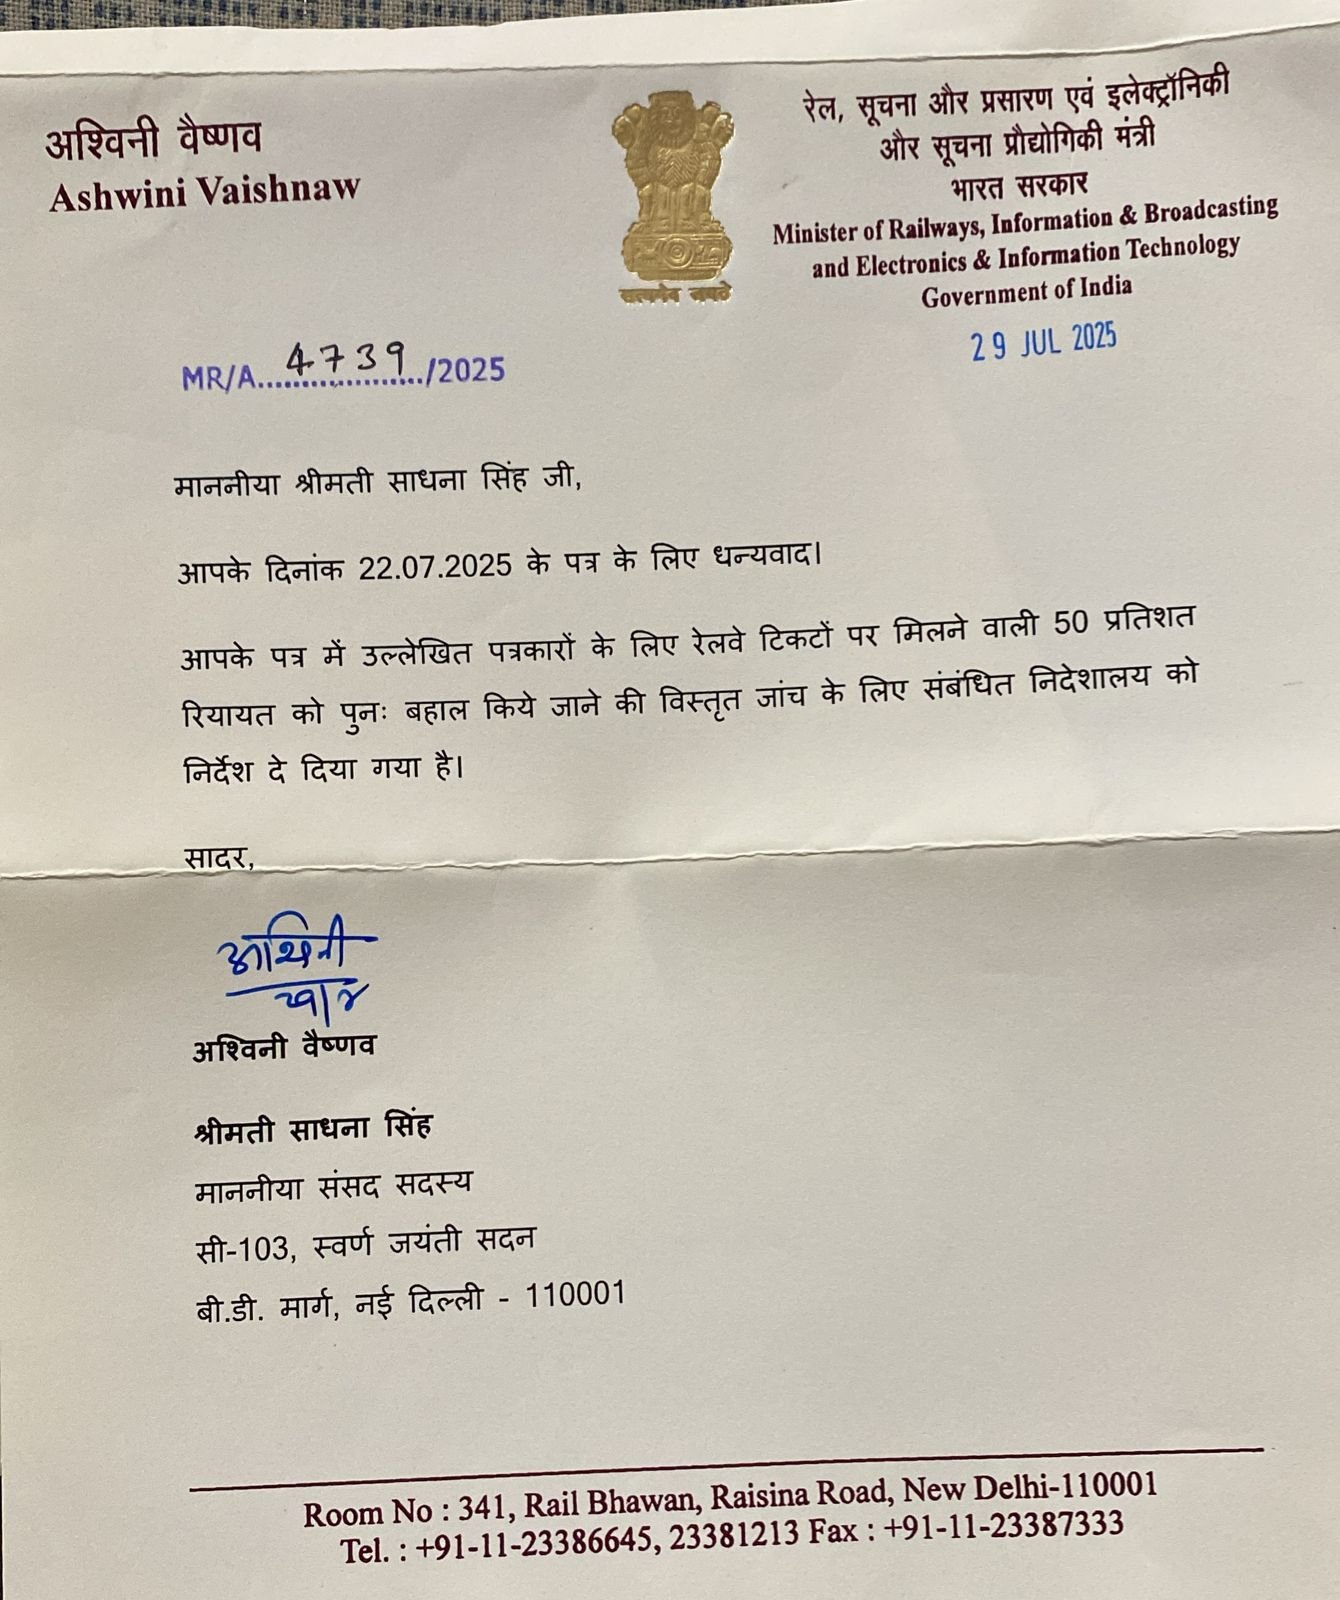 अश्विनी वैष्णव
Ashwini Vaishnaw
सत्यमेव जयते
रेल, सूचना और प्रसारण एवं इलेक्ट्रॉनिकी
और सूचना प्रौद्योगिकी मंत्री
भारत सरकार
Minister of Railways, Information & Broadcasting
and Electronics & Information Technology
Government of India
29 JUL 2025
MR/A....4739..../2025
माननीया श्रीमती साधना सिंह जी,
आपके दिनांक 22.07.2025 के पत्र के लिए धन्यवाद।
आपके पत्र में उल्लेखित पत्रकारों के लिए रेलवे टिकटों पर मिलने वाली 50 प्रतिशत
रियायत को पुनः बहाल किये जाने की विस्तृत जांच के लिए संबंधित निदेशालय को
निर्देश दे दिया गया है।
सादर,
अश्विनी
अश्विनी वैष्णव
श्रीमती साधना सिंह
माननीया संसद सदस्य
सी-103, स्वर्ण जयंती सदन
बी.डी. मार्ग, नई दिल्ली - 110001
Room No : 341, Rail Bhawan, Raisina Road, New Delhi-110001
Tel. : +91-11-23386645, 23381213 Fax : +91-11-23387333